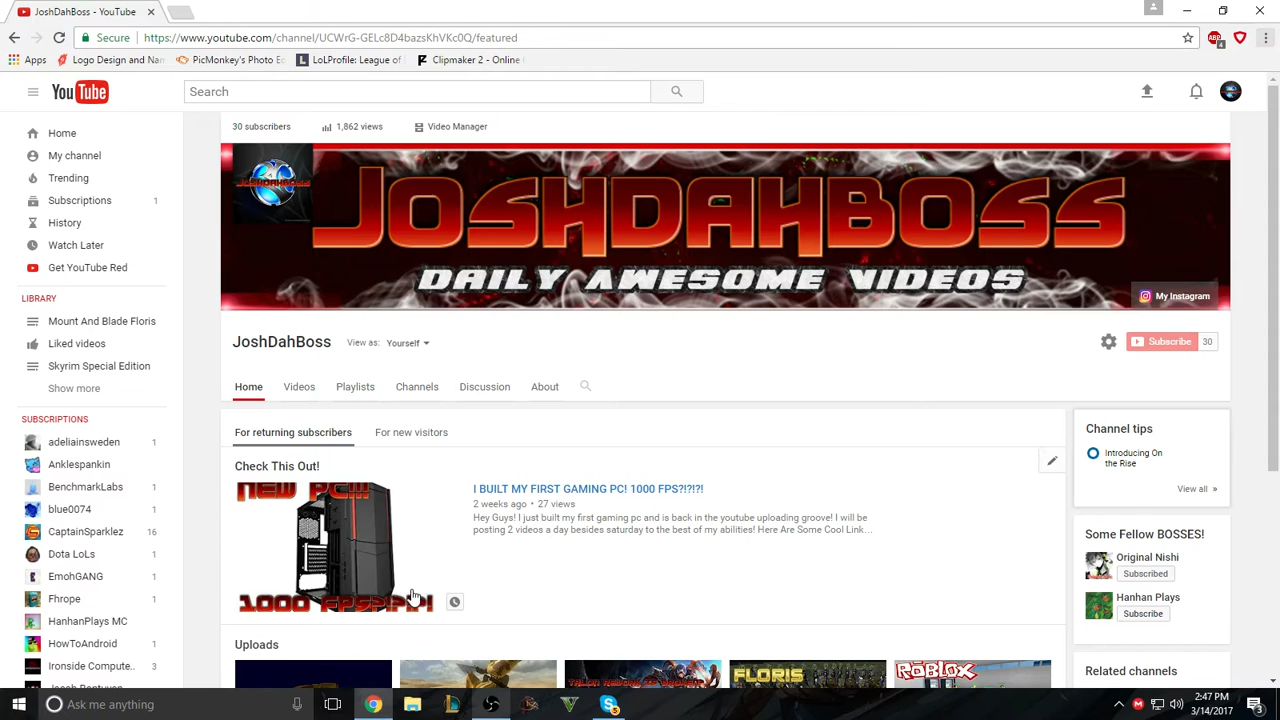 JoshDahBoss - YouTube
Secure
https://www.youtube.com/channel/UCWrG-GELc8D4bazsKhVKc0Q/featured
ABP
4
Apps
Logo Design and Nam
PicMonkey's Photo Ed
LolProfile: League of L
Clipmaker 2 - Online
YouTube
Search
30 subscribers
1,862 views
Video Manager
JOSHDAHBOSS
DAILY AWESOME VIDEOS
My Instagram
Home
My channel
Trending
Subscriptions 1
History
Watch Later
Get YouTube Red
LIBRARY
Mount And Blade Floris
Liked videos
Skyrim Special Edition
Show more
SUBSCRIPTIONS
adeliainsweden 1
Anklespankin
BenchmarkLabs 1
blue0074 1
CaptainSparklez 16
Dota LoLs 1
EmohGANG 1
Fhrope 1
HanhanPlays MC
HowToAndroid 1
Ironside Compute.. 3
JoshDahBoss
View as: Yourself
Subscribe 30
Home Videos Playlists Channels Discussion About
For returning subscribers
For new visitors
Check This Out!
NEW PC!!!
1000 FPS?!?!?!
I BUILT MY FIRST GAMING PC! 1000 FPS?!?!?!
2 weeks ago • 27 views
Hey Guys! I just built my first gaming pc and is back in the youtube uploading groove! I will be
posting 2 videos a day besides saturday to the best of my abilities! Here Are Some Cool Link...
Uploads
FLORIS
ROBLOX
Channel tips
Introducing On
the Rise
View all »
Some Fellow BOSSES!
Original Nishi
Subscribed
Hanhan Plays
Subscribe
Related channels
Ask me anything
2:47 PM
3/14/2017